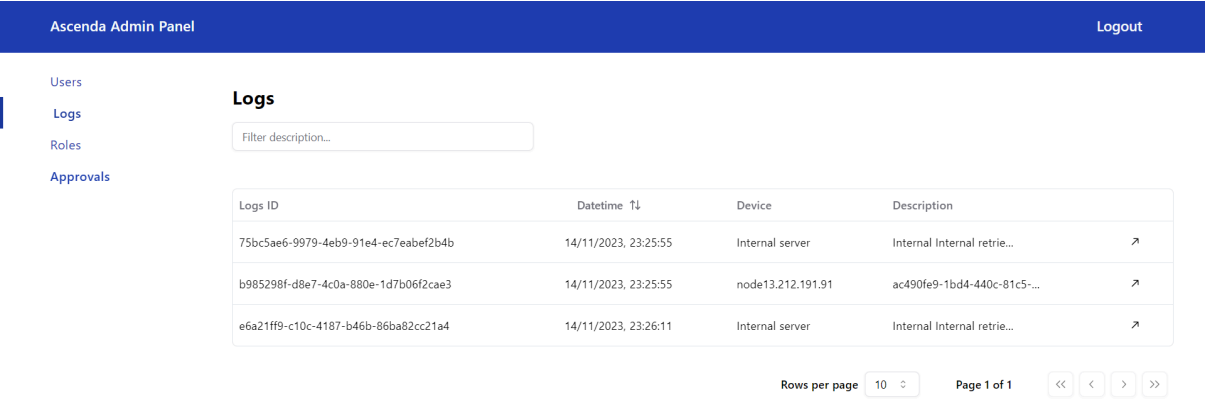 Ascenda Admin Panel Logout
Users
Logs
Roles
Approvals
Logs
Filter description...
Logs ID Datetime Device Description
75bc5ae6-9979-4eb9-91e4-ec7eabef2b4b 14/11/2023, 23:25:55 Internal server Internal Internal retrie...
b985298f-d8e7-4c0a-880e-1d7b06f2cae3 14/11/2023, 23:25:55 node13.212.191.91 ac490fe9-1bd4-440c-81c5-...
e6a21ff9-c10c-4187-b46b-86ba82cc21a4 14/11/2023, 23:26:11 Internal server Internal Internal retrie...
Rows per page 10 Page 1 of 1